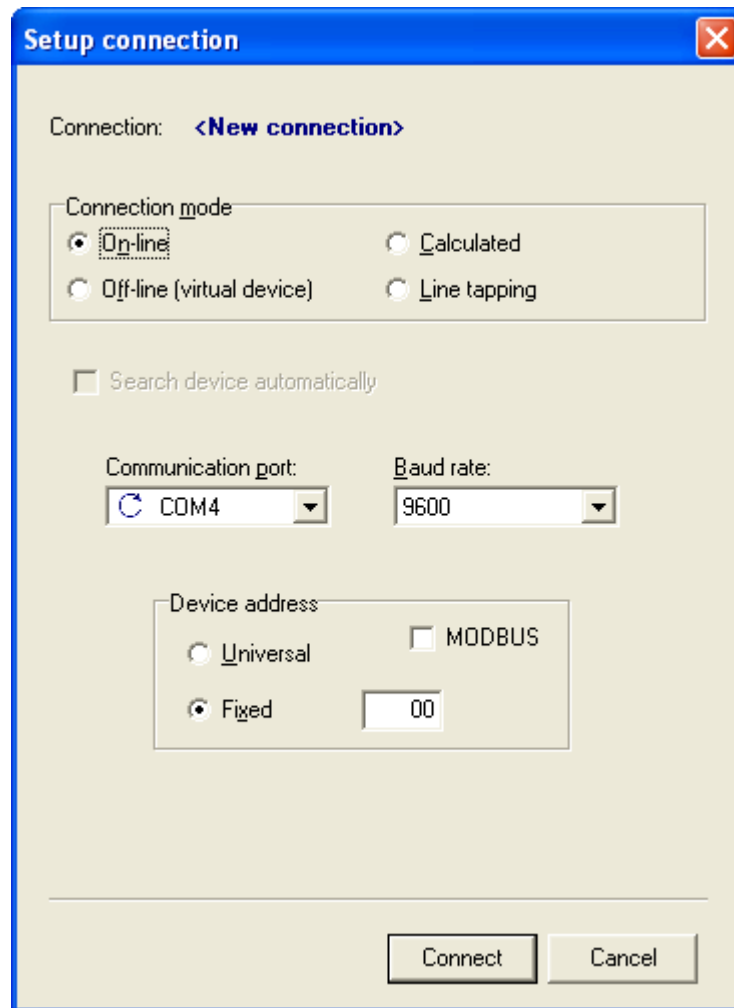 Setup connection
Connection: <New connection>
Connection mode
On-line
Calculated
Off-line (virtual device)
Line tapping
Search device automatically
Communication port:
Baud rate:
COM4
9600
Device address
MODBUS
Universal
Fixed
00
Connect
Cancel